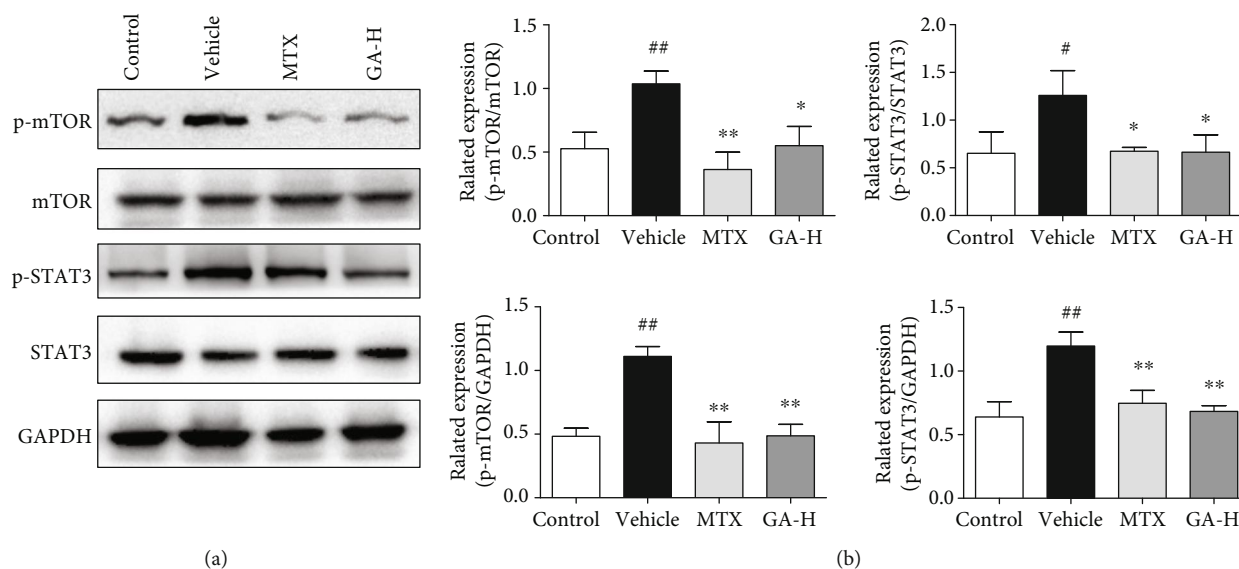 Control
Vehicle
MTX
GA-H
p-mTOR
mTOR
p-STAT3
STAT3
GAPDH
(a)
Ralated expression
(p-mTOR/mTOR)
1.5
1.0
0.5
0.0
##
**
*
Control Vehicle MTX GA-H
Ralated expression
(p-STAT3/STAT3)
2.0
1.5
1.0
0.5
0.0
#
*
*
Control Vehicle MTX GA-H
Ralated expression
(p-mTOR/GAPDH)
1.5
1.0
0.5
0.0
##
**
**
Control Vehicle MTX GA-H
Ralated expression
(p-STAT3/GAPDH)
1.5
1.0
0.5
0.0
##
**
**
Control Vehicle MTX GA-H
(b)